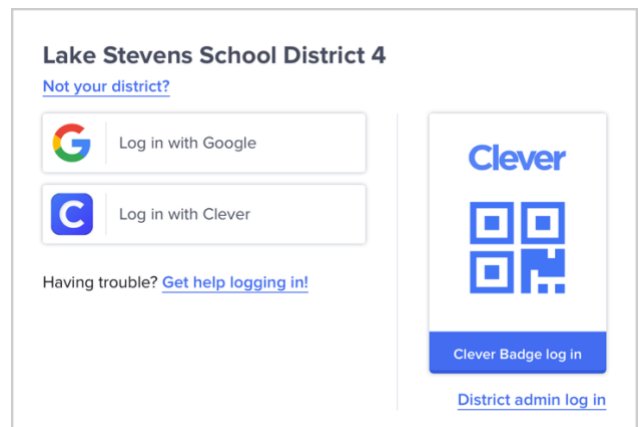 Lake Stevens School District 4
Not your district?
Log in with Google
Log in with Clever
Having trouble? Get help logging in!
Clever
Clever Badge log in
District admin log in